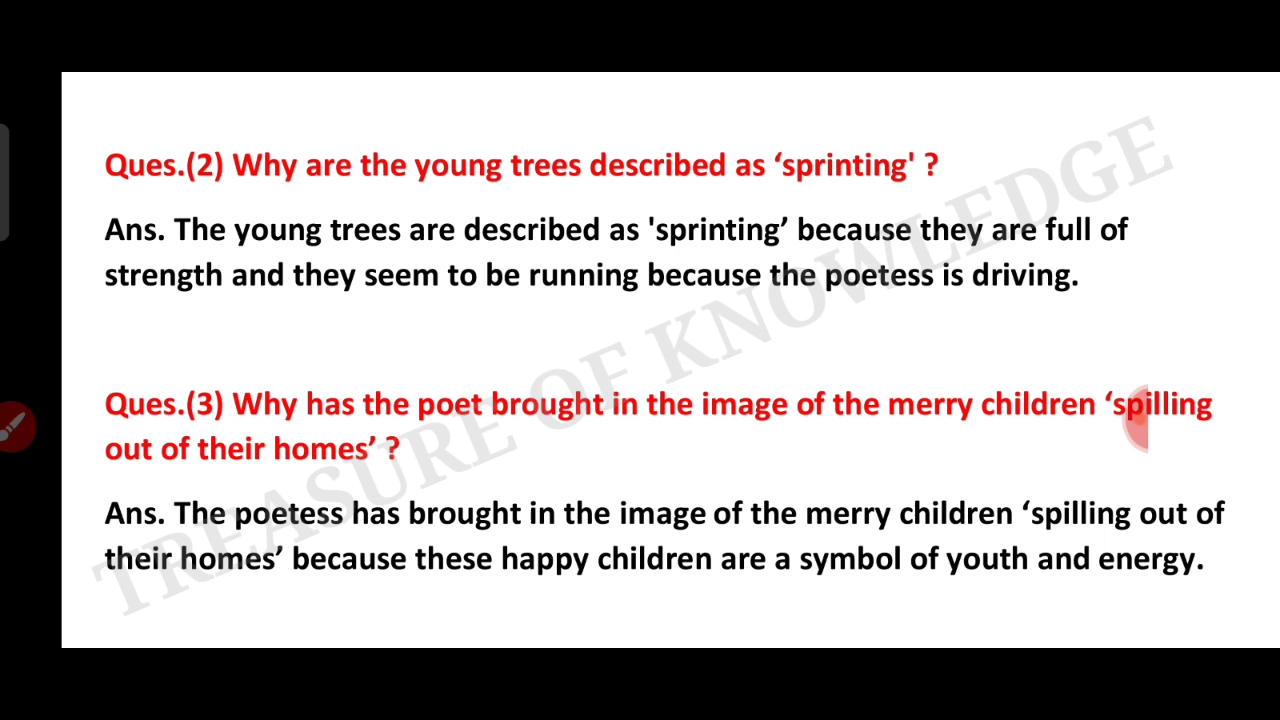 Ques.(2) Why are the young trees described as ‘sprinting' ?
Ans. The young trees are described as 'sprinting’ because they are full of
strength and they seem to be running because the poetess is driving.
Ques.(3) Why has the poet brought in the image of the merry children ‘spilling
out of their homes’ ?
Ans. The poetess has brought in the image of the merry children ‘spilling out of
their homes’ because these happy children are a symbol of youth and energy.
TREASURE OF KNOWLEDGE